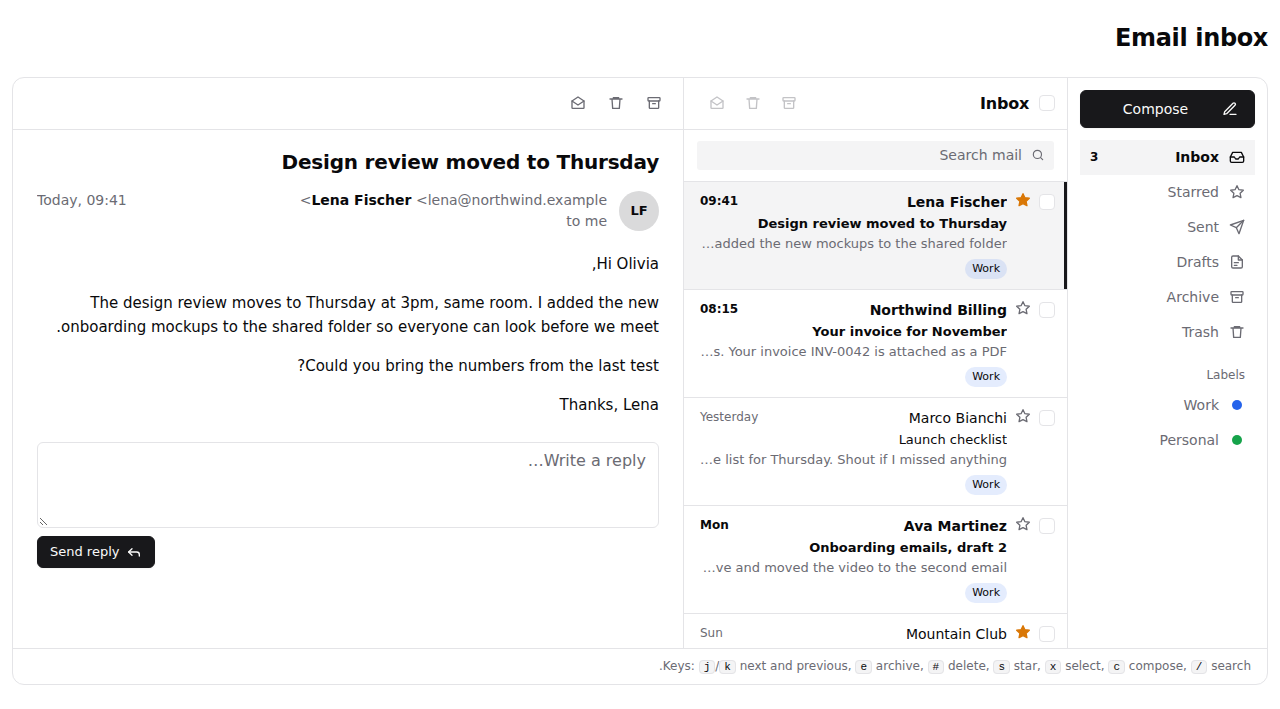 Email inbox
Compose
Inbox 3
Starred
Sent
Drafts
Archive
Trash
Labels
Work
Personal
Inbox
Search mail
Lena Fischer 09:41
Design review moved to Thursday
…added the new mockups to the shared folder
Work
Northwind Billing 08:15
Your invoice for November
…s. Your invoice INV-0042 is attached as a PDF
Work
Marco Bianchi Yesterday
Launch checklist
…e list for Thursday. Shout if I missed anything
Work
Ava Martinez Mon
Onboarding emails, draft 2
…ve and moved the video to the second email
Work
Mountain Club Sun
Design review moved to Thursday
LF
<Lena Fischer <lena@northwind.example
Today, 09:41
to me
,Hi Olivia
The design review moves to Thursday at 3pm, same room. I added the new
.onboarding mockups to the shared folder so everyone can look before we meet
?Could you bring the numbers from the last test
Thanks, Lena
…Write a reply
Send reply
.Keys: j/k next and previous, e archive, # delete, s star, x select, c compose, / search